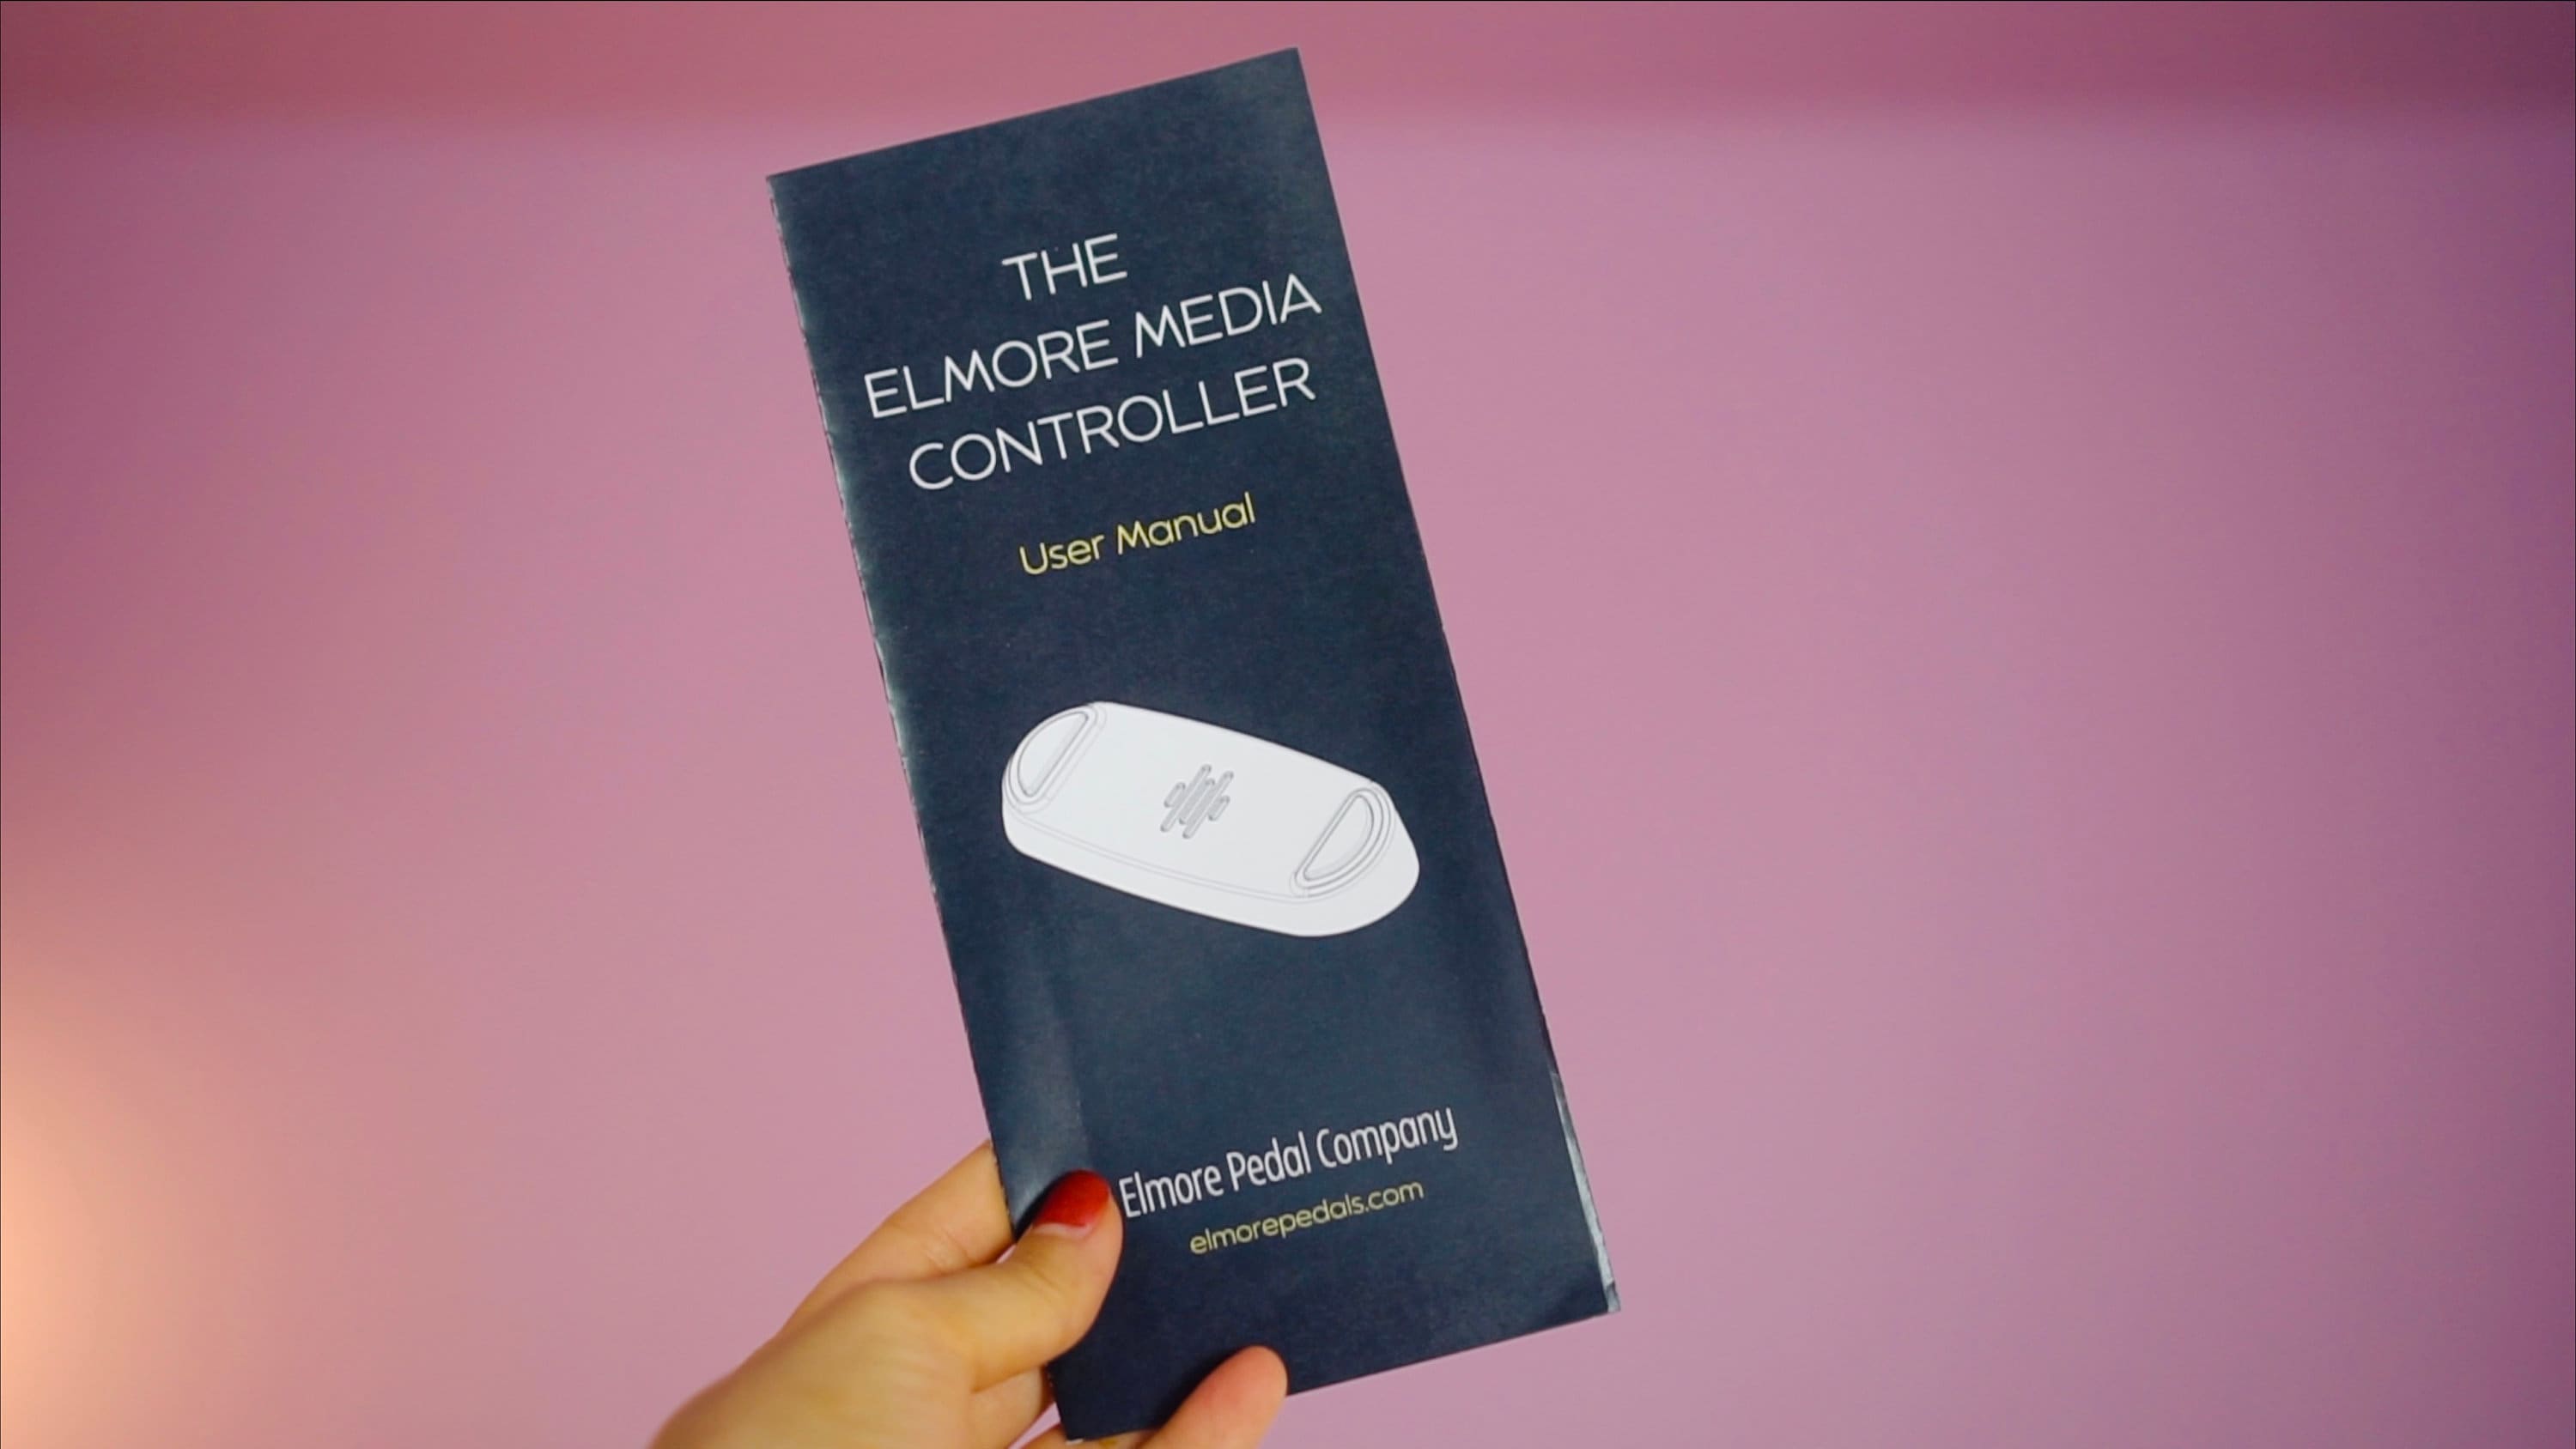 THE
ELMORE MEDIA
CONTROLLER
User Manual
Elmore Pedal Company
elmorepedals.com